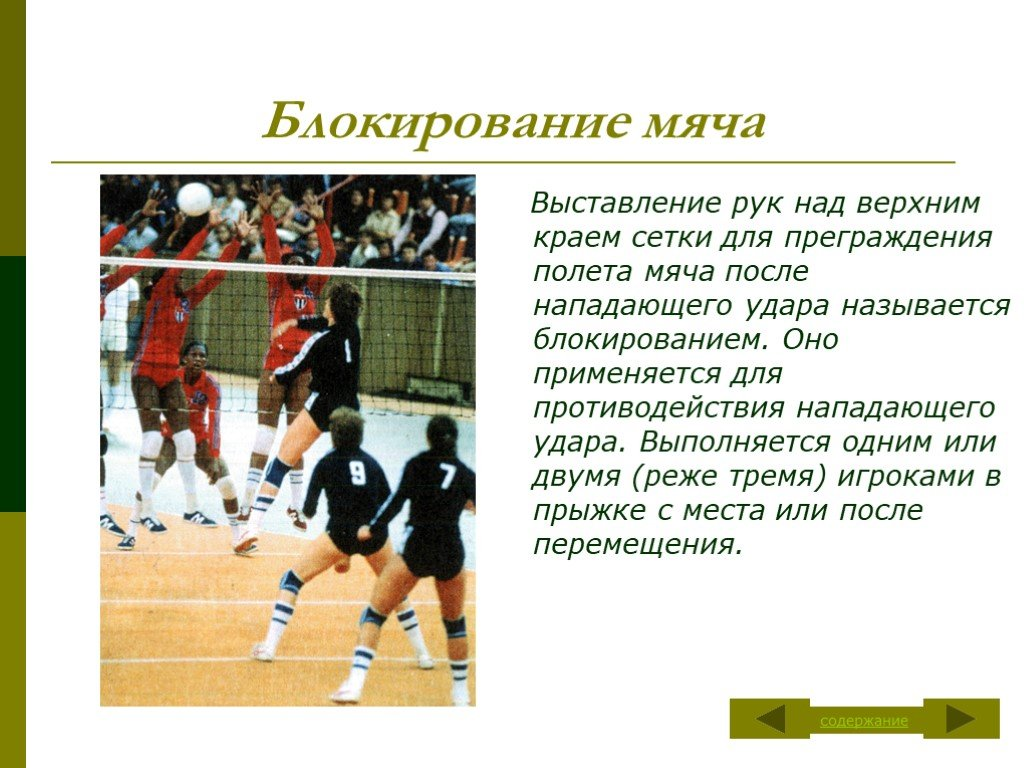 Блокирование мяча
Выставление рук над верхним
краем сетки для преграждения
полета мяча после
нападающего удара называется
блокированием. Оно
применяется для
противодействия нападающего
удара. Выполняется одним или
двумя (реже тремя) игроками в
прыжке с места или после
перемещения.
1
9
7
содержание